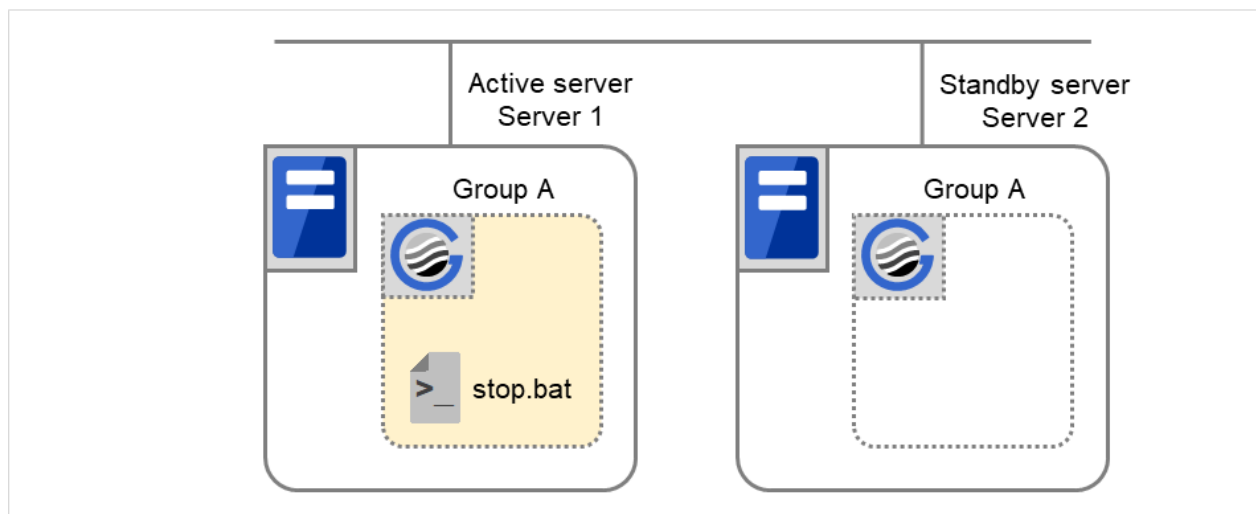 Active server
Server 1
Standby server
Server 2
Group A
Group A
>_ stop.bat